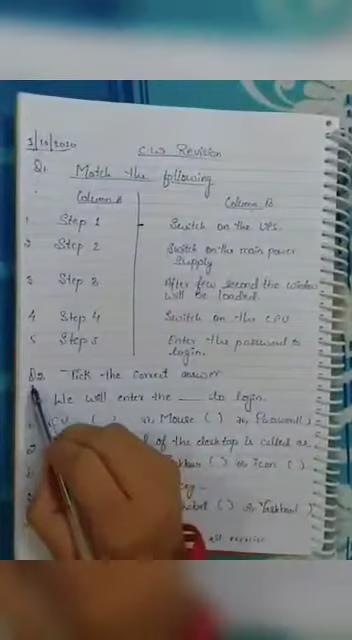 1/10/2020
C.W Revision
Q1. Match the following
Column A Column B
1 Step 1 Switch on the UPS.
2 Step 2 Switch on the main power
supply
3 Step 3 After few second the window
will be loaded.
4 Step 4 Switch on the CPU
5 Step 5 Enter the password to
login.
Q2 Tick the correct answer
We will enter the ___ to login.
( ) Mouse ( ) Password( )
of the desktop is called as
( ) Icon ( )
key
( )